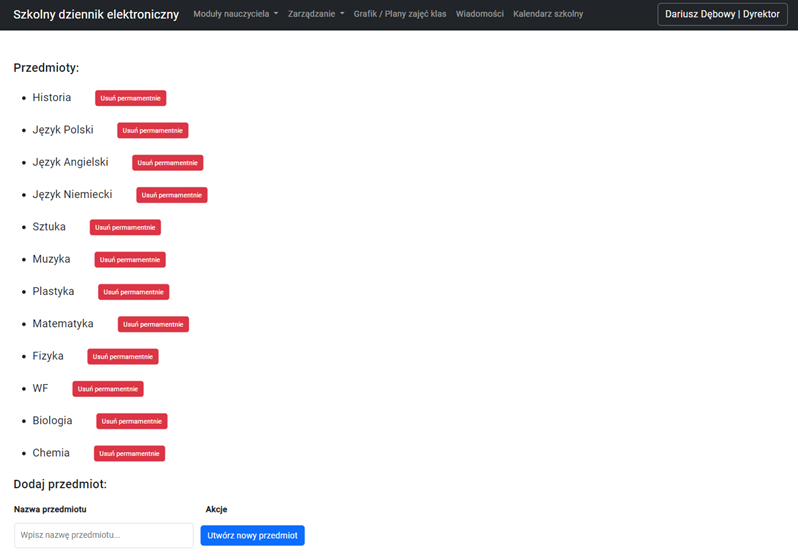 Szkolny dziennik elektroniczny Moduły nauczyciela Zarządzanie Grafik / Plany zajęć klas Wiadomości Kalendarz szkolny Dariusz Dębowy | Dyrektor
Przedmioty:
Historia Usuń permamentnie
Język Polski Usuń permamentnie
Język Angielski Usuń permamentnie
Język Niemiecki Usuń permamentnie
Sztuka Usuń permamentnie
Muzyka Usuń permamentnie
Plastyka Usuń permamentnie
Matematyka Usuń permamentnie
Fizyka Usuń permamentnie
WF Usuń permamentnie
Biologia Usuń permamentnie
Chemia Usuń permamentnie
Dodaj przedmiot:
Nazwa przedmiotu Akcje
Wpisz nazwę przedmiotu... Utwórz nowy przedmiot